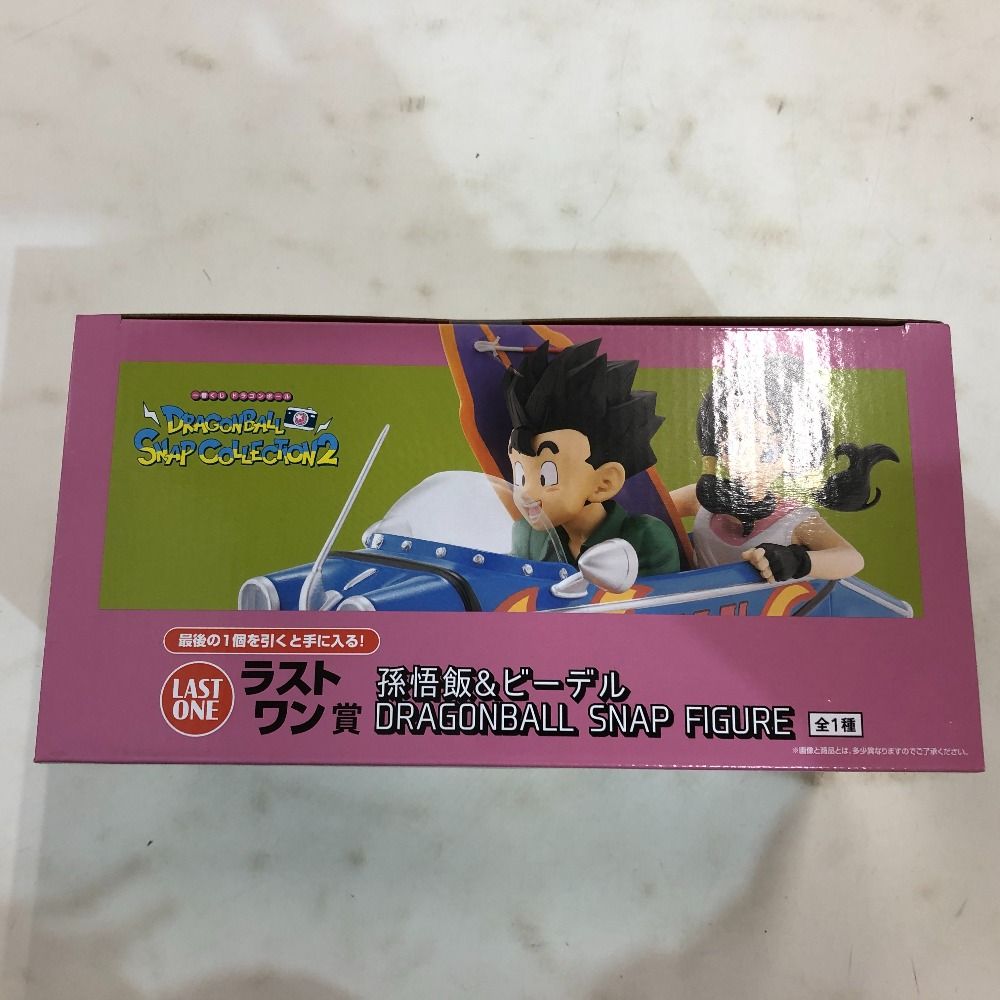 一番くじ ドラゴンボール
DRAGONBALL
SNAP COLLECTION2
最後の1個を引くと手に入る!
LAST
ONE
ラスト
ワン賞
孫悟飯&ビーデル
DRAGONBALL SNAP FIGURE
全1種
※画像と商品とは、多少異なりますのでご了承ください。